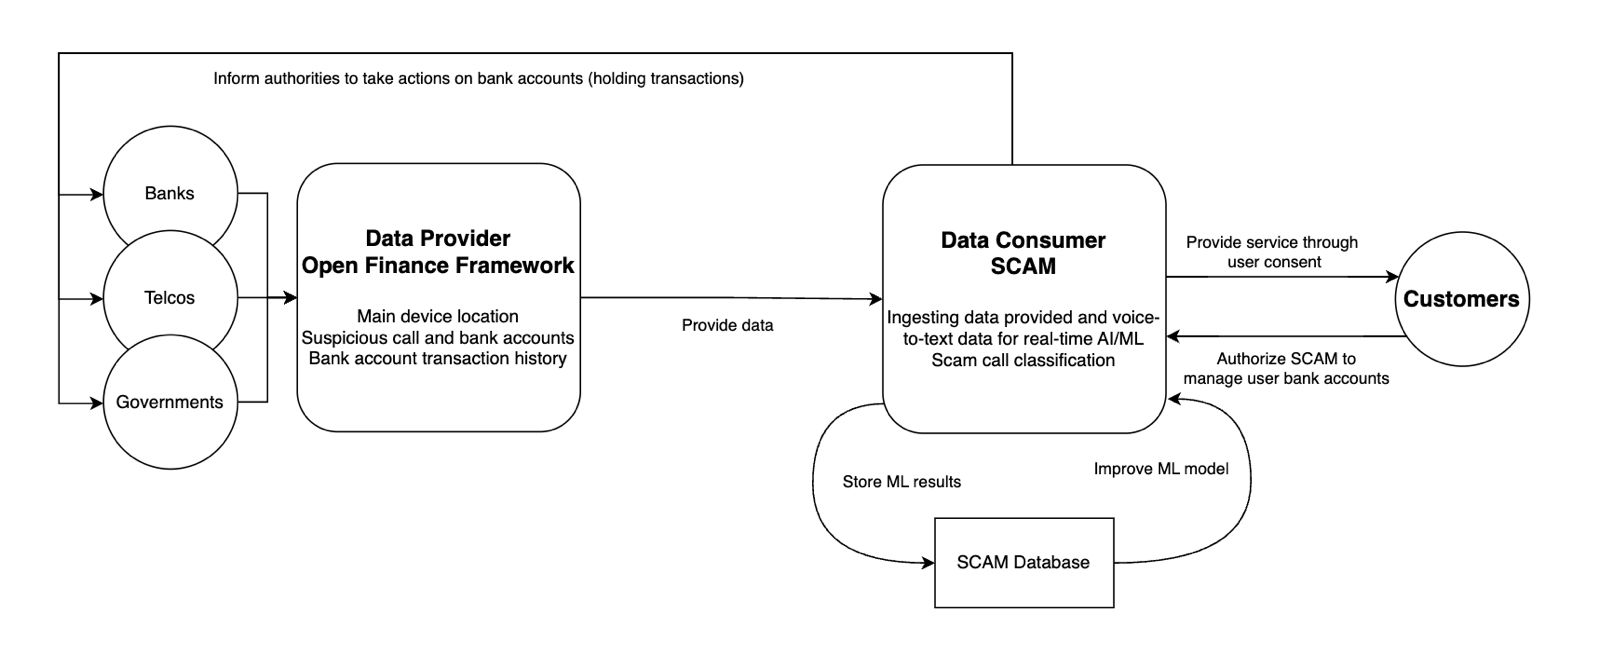 Inform authorities to take actions on bank accounts (holding transactions)
Banks
Telcos
Governments
Data Provider
Open Finance Framework
Main device location
Suspicious call and bank accounts
Bank account transaction history
Provide data
Data Consumer
SCAM
Ingesting data provided and voice-
to-text data for real-time AI/ML
Scam call classification
Provide service through
user consent
Customers
Authorize SCAM to
manage user bank accounts
Store ML results
Improve ML model
SCAM Database